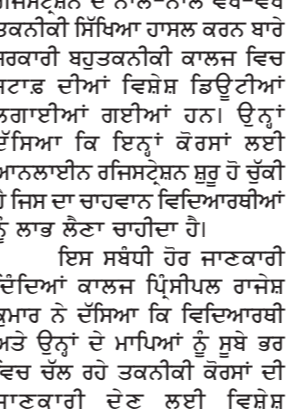 ਰਜਿਸਟ੍ਰੇਸ਼ਨ ਦੇ ਨਾਲ-ਨਾਲ ਵੱਖ-ਵੱਖ
ਤਕਨੀਕੀ ਸਿੱਖਿਆ ਹਾਸਲ ਕਰਨ ਬਾਰੇ
ਸਰਕਾਰੀ ਬਹੁਤਕਨੀਕੀ ਕਾਲਜ ਵਿਚ
ਸਟਾਫ਼ ਦੀਆਂ ਵਿਸ਼ੇਸ਼ ਡਿਊਟੀਆਂ
ਲਗਾਈਆਂ ਗਈਆਂ ਹਨ। ਉਨ੍ਹਾਂ
ਦੱਸਿਆ ਕਿ ਇਨ੍ਹਾਂ ਕੋਰਸਾਂ ਲਈ
ਆਨਲਾਈਨ ਰਜਿਸਟ੍ਰੇਸ਼ਨ ਸ਼ੁਰੂ ਹੋ ਚੁੱਕੀ
ਹੈ ਜਿਸ ਦਾ ਚਾਹਵਾਨ ਵਿਦਿਆਰਥੀਆਂ
ਨੂੰ ਲਾਭ ਲੈਣਾ ਚਾਹੀਦਾ ਹੈ।
ਇਸ ਸਬੰਧੀ ਹੋਰ ਜਾਣਕਾਰੀ
ਦਿੰਦਿਆਂ ਕਾਲਜ ਪ੍ਰਿੰਸੀਪਲ ਰਾਜੇਸ਼
ਕੁਮਾਰ ਨੇ ਦੱਸਿਆ ਕਿ ਵਿਦਿਆਰਥੀ
ਅਤੇ ਉਨ੍ਹਾਂ ਦੇ ਮਾਪਿਆਂ ਨੂੰ ਸੂਬੇ ਭਰ
ਵਿਚ ਚੱਲ ਰਹੇ ਤਕਨੀਕੀ ਕੋਰਸਾਂ ਦੀ
ਜਾਣਕਾਰੀ ਦੇਣ ਲਈ ਵਿਸ਼ੇਸ਼